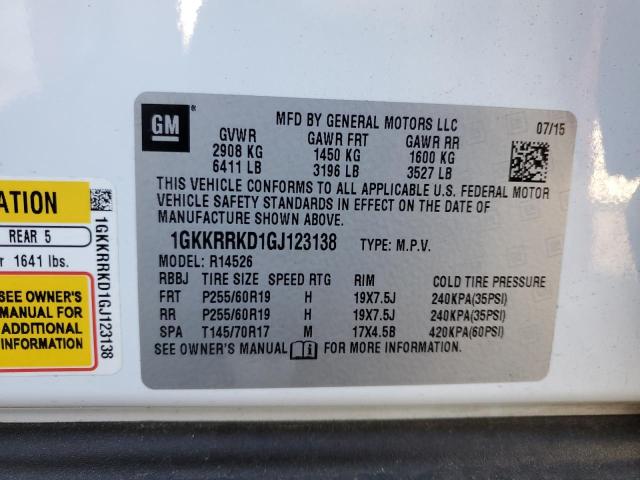 GM
®
MFD BY GENERAL MOTORS LLC
07/15
GVWR GAWR FRT GAWR RR
2908 KG 1450 KG 1600 KG
6411 LB 3196 LB 3527 LB
THIS VEHICLE CONFORMS TO ALL APPLICABLE U.S. FEDERAL MOTOR
VEHICLE SAFETY STANDARDS IN EFFECT ON THE DATE OF
MANUFACTURE SHOWN ABOVE.
1GKKRRKD1GJ123138 TYPE: M.P.V.
MODEL: R14526
RBBJ TIRE SIZE SPEED RTG RIM COLD TIRE PRESSURE
FRT P255/60R19 H 19X7.5J 240KPA(35PSI)
RR P255/60R19 H 19X7.5J 240KPA(35PSI)
SPA T145/70R17 M 17X4.5B 420KPA(60PSI)
SEE OWNER'S MANUAL FOR MORE INFORMATION.
ATION
REAR 5
r 1641 lbs.
SEE OWNER'S
MANUAL FOR
ADDITIONAL
INFORMATION
1GKKRRKD1GJ123138